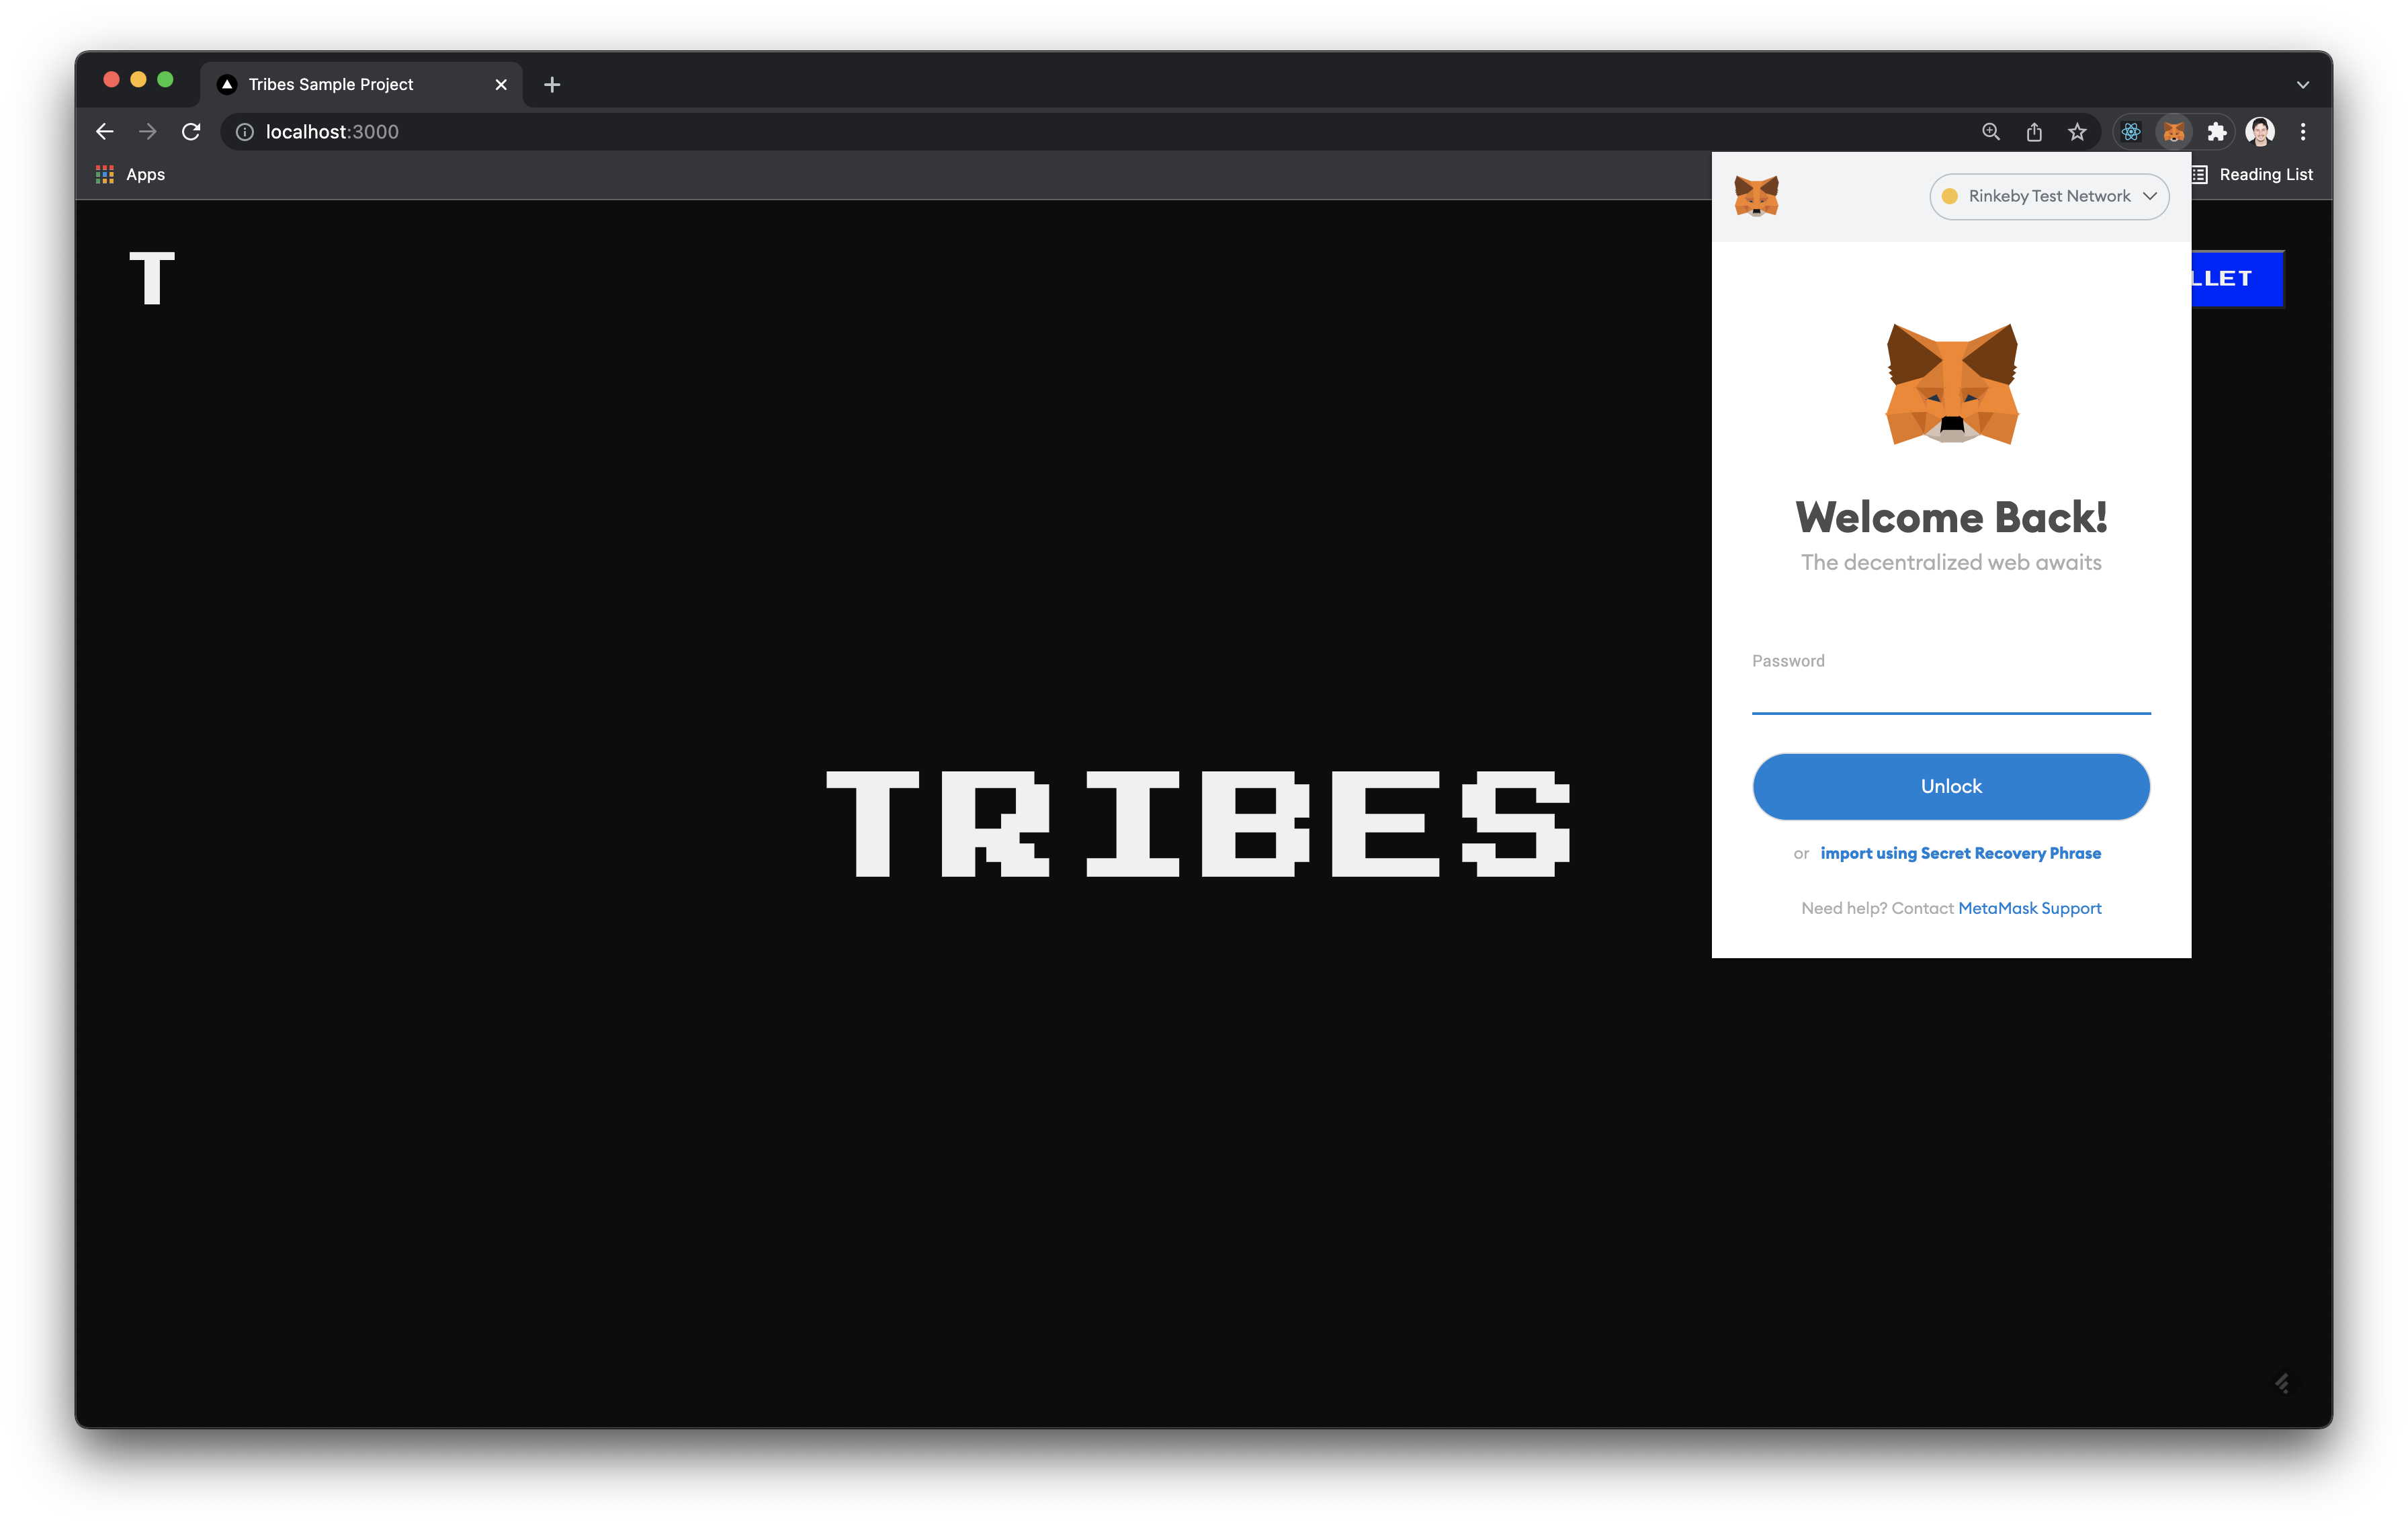 Tribes Sample Project
localhost:3000
Apps
Reading List
Rinkeby Test Network
T
LLET
Welcome Back!
The decentralized web awaits
Password
TRIBES
Unlock
or import using Secret Recovery Phrase
Need help? Contact MetaMask Support